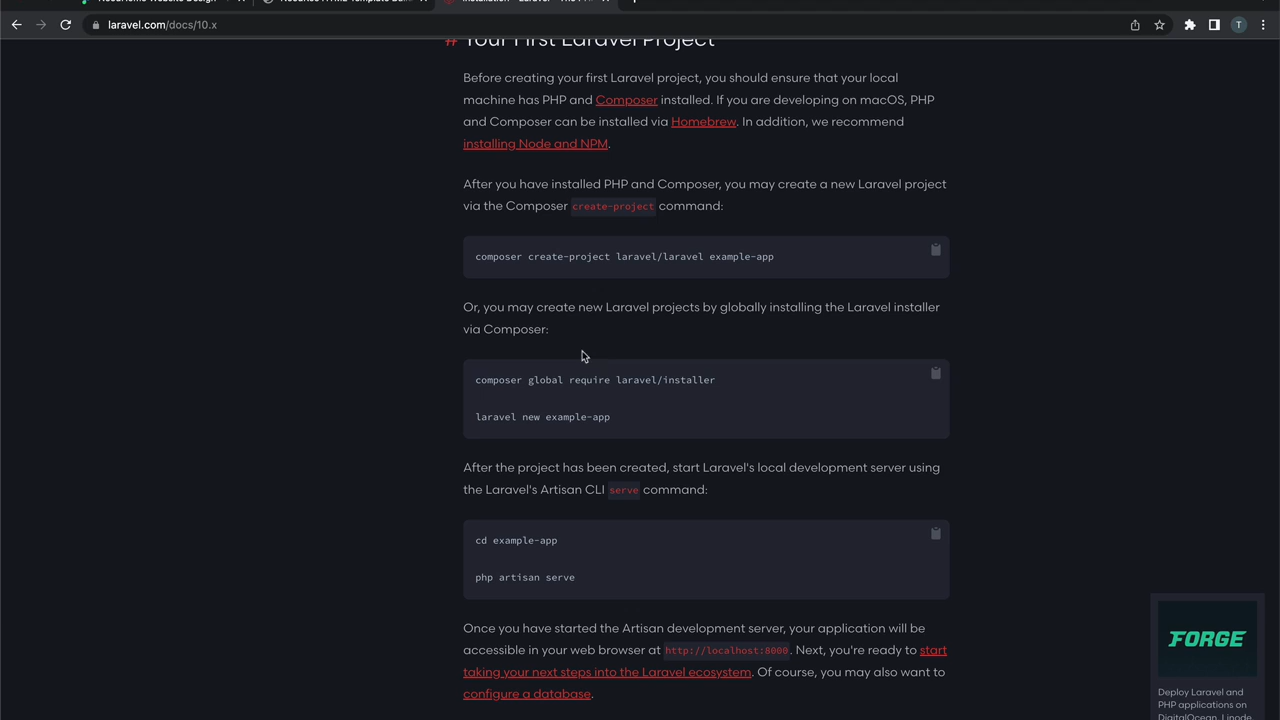 laravel.com/docs/10.x
T
# Your First Laravel Project
Before creating your first Laravel project, you should ensure that your local
machine has PHP and Composer installed. If you are developing on macOS, PHP
and Composer can be installed via Homebrew. In addition, we recommend
installing Node and NPM.
After you have installed PHP and Composer, you may create a new Laravel project
via the Composer create-project command:
composer create-project laravel/laravel example-app
Or, you may create new Laravel projects by globally installing the Laravel installer
via Composer:
composer global require laravel/installer
laravel new example-app
After the project has been created, start Laravel's local development server using
the Laravel's Artisan CLI serve command:
cd example-app
php artisan serve
Once you have started the Artisan development server, your application will be
accessible in your web browser at http://localhost:8000. Next, you're ready to start
taking your next steps into the Laravel ecosystem. Of course, you may also want to
configure a database.
FORGE
Deploy Laravel and
PHP applications on
DigitalOcean, Linode,